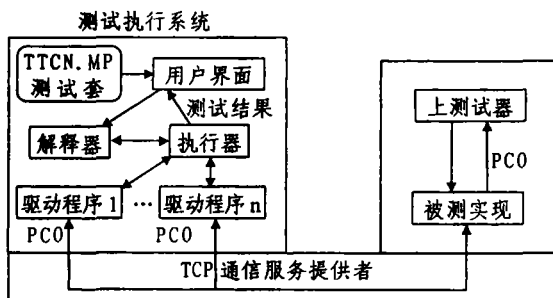 测试执行系统
TTCN.MP
测试套
用户界面
测试结果
解释器
执行器
驱动程序1
…
驱动程序n
PCO
PCO
上测试器
PCO
被测实现
TCP通信服务提供者